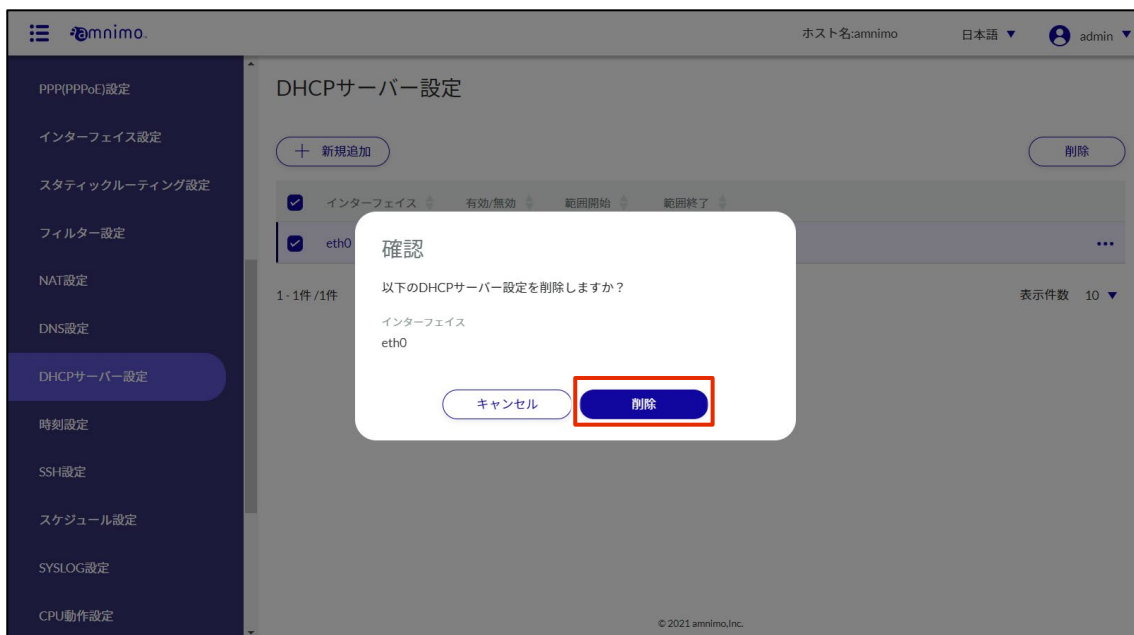 amnimo.
ホスト名:amnimo
日本語 ▼
admin ▼
PPP(PPPoE)設定
インターフェイス設定
スタティックルーティング設定
フィルター設定
NAT設定
DNS設定
DHCPサーバー設定
時刻設定
SSH設定
スケジュール設定
SYSLOG設定
CPU動作設定
DHCPサーバー設定
+ 新規追加
削除
インターフェイス 有効/無効 範囲開始 範囲終了
eth0
1 - 1件 /1件
表示件数 10 ▼
確認
以下のDHCPサーバー設定を削除しますか?
インターフェイス
eth0
キャンセル
削除
© 2021 amnimo,Inc.